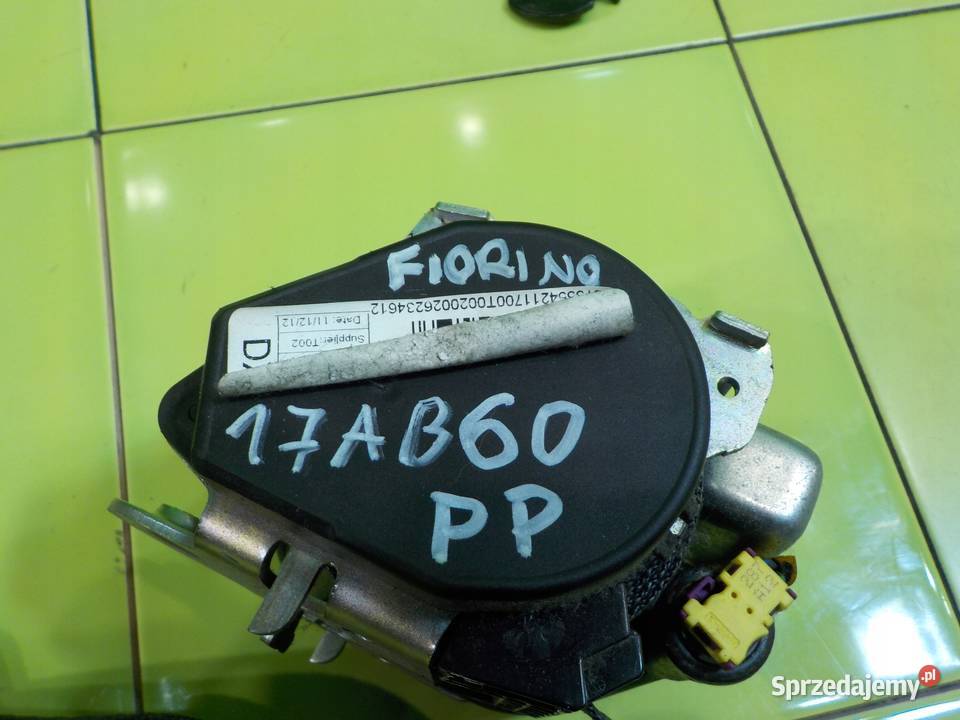 FIORINO
Date: 11/12/12
Supplier: T002
17AB60
PP
Sprzedajemy.pl